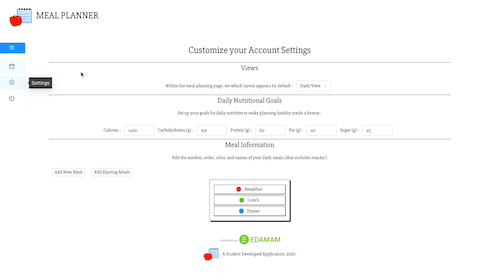 MEAL PLANNER
Customize your Account Settings
Views
Within the meal planning page, set which layout appears by default : Daily View
Settings
Daily Nutritional Goals
Set up your goals for daily nutrition to make planning healthy meals a breeze :
Calories : 1400 Carbohydrates (g) : 150 Protein (g) : 60 Fat (g) : 40 Sugar (g) : 45
Meal Information
Edit the number, order, color, and names of your daily meals (that includes snacks!)
Add New Meal Edit Existing Meals
Breakfast
Lunch
Dinner
POWERED BY EDAMAM
A Student-Developed Application, 2020.